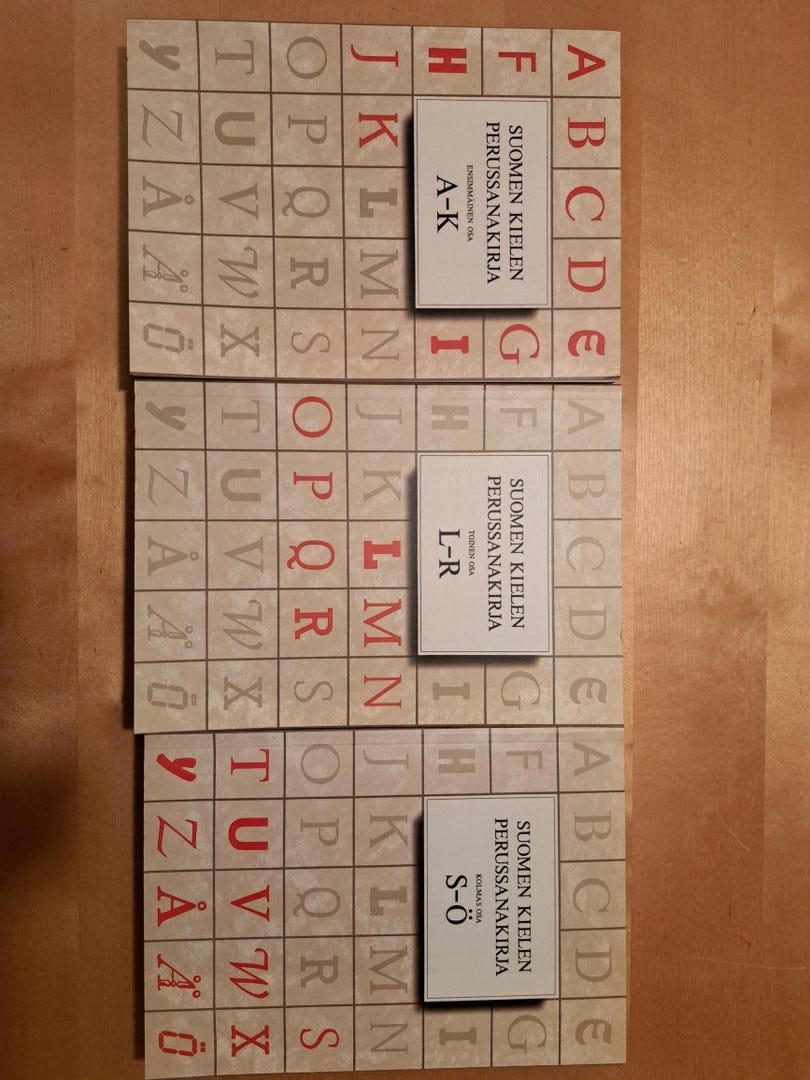 A B C D E
F G
SUOMEN KIELEN
PERUSSANAKIRJA
ENSIMMÄINEN OSA
A–K
H I
J K L M N
O P Q R S
T U V W X
Y Z Å Ä Ö
A B C D E
F G
SUOMEN KIELEN
PERUSSANAKIRJA
TOINEN OSA
L–R
H I
J K L M N
O P Q R S
T U V W X
Y Z Å Ä Ö
A B C D E
F G
SUOMEN KIELEN
PERUSSANAKIRJA
KOLMAS OSA
S–Ö
H I
J K L M N
O P Q R S
T U V W X
Y Z Å Ä Ö